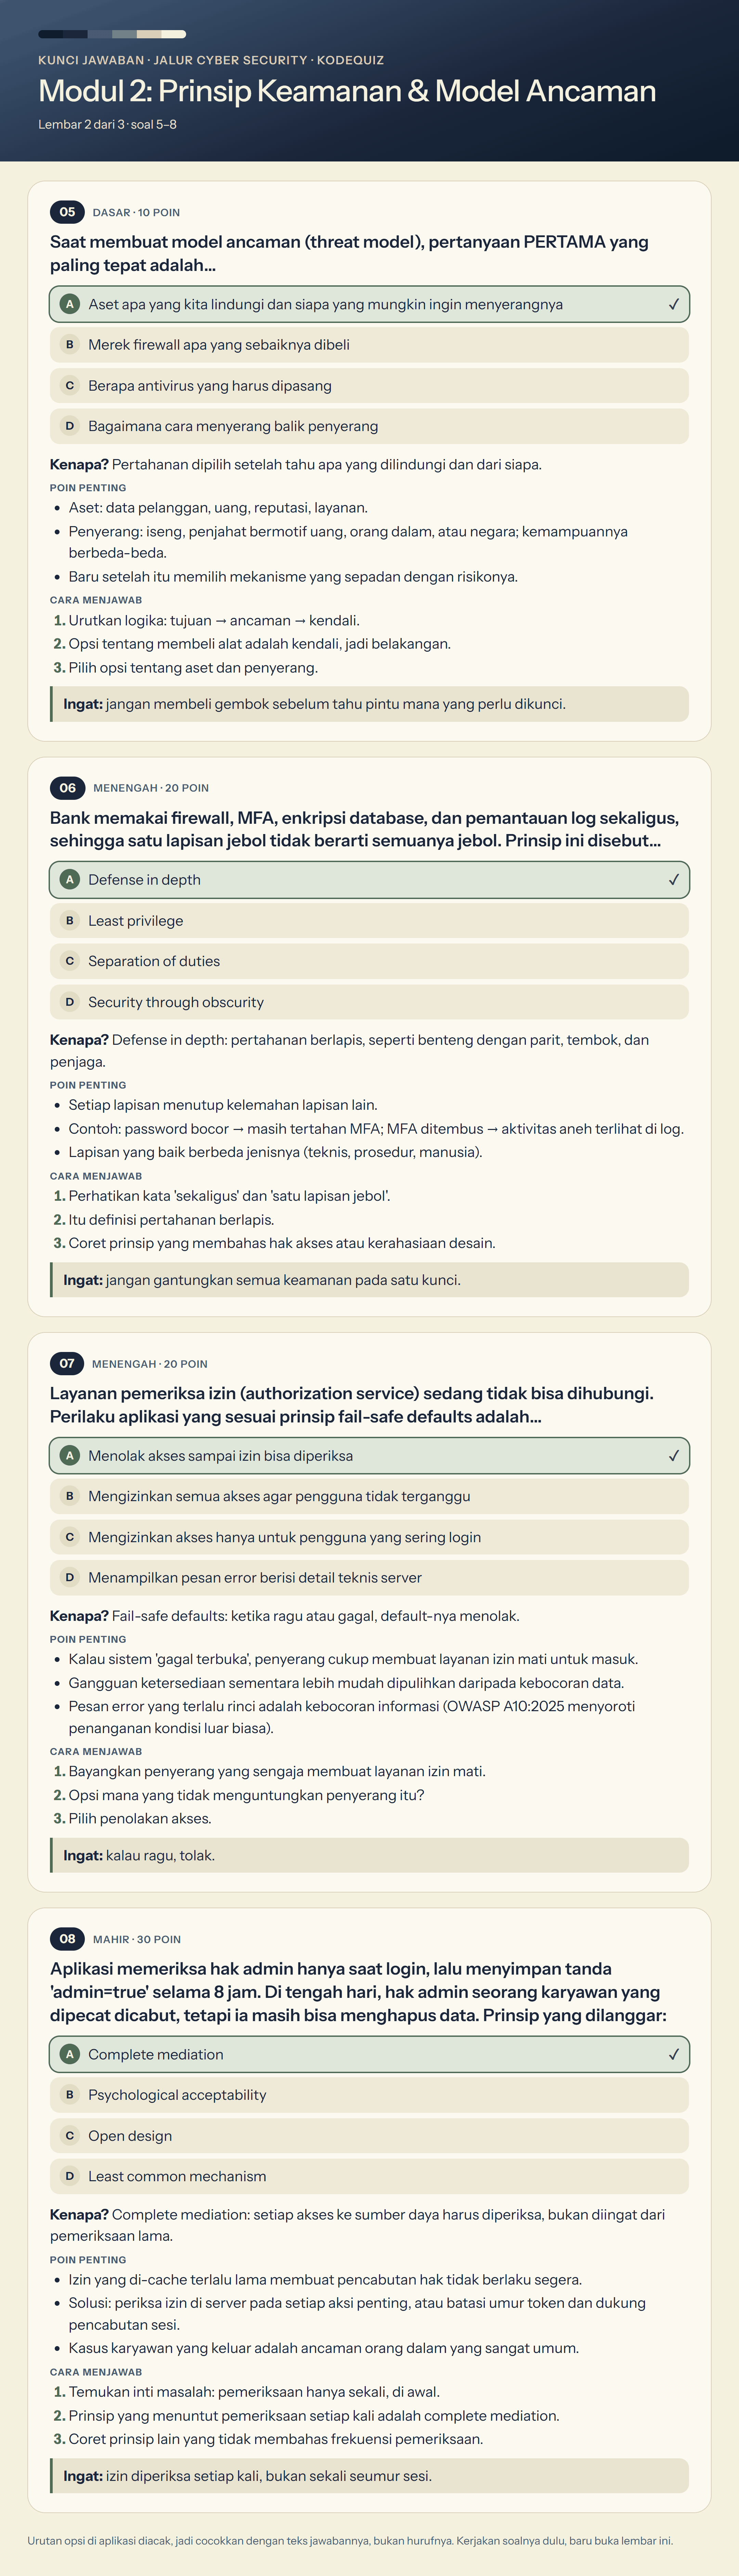 KUNCI JAWABAN · JALUR CYBER SECURITY · KODEQUIZ
Modul 2: Prinsip Keamanan & Model Ancaman
Lembar 2 dari 3 · soal 5–8
05 DASAR · 10 POIN
Saat membuat model ancaman (threat model), pertanyaan PERTAMA yang
paling tepat adalah...
A Aset apa yang kita lindungi dan siapa yang mungkin ingin menyerangnya ✓
B Merek firewall apa yang sebaiknya dibeli
C Berapa antivirus yang harus dipasang
D Bagaimana cara menyerang balik penyerang
Kenapa? Pertahanan dipilih setelah tahu apa yang dilindungi dan dari siapa.
POIN PENTING
• Aset: data pelanggan, uang, reputasi, layanan.
• Penyerang: iseng, penjahat bermotif uang, orang dalam, atau negara; kemampuannya
berbeda-beda.
• Baru setelah itu memilih mekanisme yang sepadan dengan risikonya.
CARA MENJAWAB
1. Urutkan logika: tujuan → ancaman → kendali.
2. Opsi tentang membeli alat adalah kendali, jadi belakangan.
3. Pilih opsi tentang aset dan penyerang.
Ingat: jangan membeli gembok sebelum tahu pintu mana yang perlu dikunci.
06 MENENGAH · 20 POIN
Bank memakai firewall, MFA, enkripsi database, dan pemantauan log sekaligus,
sehingga satu lapisan jebol tidak berarti semuanya jebol. Prinsip ini disebut...
A Defense in depth ✓
B Least privilege
C Separation of duties
D Security through obscurity
Kenapa? Defense in depth: pertahanan berlapis, seperti benteng dengan parit, tembok, dan
penjaga.
POIN PENTING
• Setiap lapisan menutup kelemahan lapisan lain.
• Contoh: password bocor → masih tertahan MFA; MFA ditembus → aktivitas aneh terlihat di log.
• Lapisan yang baik berbeda jenisnya (teknis, prosedur, manusia).
CARA MENJAWAB
1. Perhatikan kata 'sekaligus' dan 'satu lapisan jebol'.
2. Itu definisi pertahanan berlapis.
3. Coret prinsip yang membahas hak akses atau kerahasiaan desain.
Ingat: jangan gantungkan semua keamanan pada satu kunci.
07 MENENGAH · 20 POIN
Layanan pemeriksa izin (authorization service) sedang tidak bisa dihubungi.
Perilaku aplikasi yang sesuai prinsip fail-safe defaults adalah...
A Menolak akses sampai izin bisa diperiksa ✓
B Mengizinkan semua akses agar pengguna tidak terganggu
C Mengizinkan akses hanya untuk pengguna yang sering login
D Menampilkan pesan error berisi detail teknis server
Kenapa? Fail-safe defaults: ketika ragu atau gagal, default-nya menolak.
POIN PENTING
• Kalau sistem 'gagal terbuka', penyerang cukup membuat layanan izin mati untuk masuk.
• Gangguan ketersediaan sementara lebih mudah dipulihkan daripada kebocoran data.
• Pesan error yang terlalu rinci adalah kebocoran informasi (OWASP A10:2025 menyoroti
penanganan kondisi luar biasa).
CARA MENJAWAB
1. Bayangkan penyerang yang sengaja membuat layanan izin mati.
2. Opsi mana yang tidak menguntungkan penyerang itu?
3. Pilih penolakan akses.
Ingat: kalau ragu, tolak.
08 MAHIR · 30 POIN
Aplikasi memeriksa hak admin hanya saat login, lalu menyimpan tanda
'admin=true' selama 8 jam. Di tengah hari, hak admin seorang karyawan yang
dipecat dicabut, tetapi ia masih bisa menghapus data. Prinsip yang dilanggar:
A Complete mediation ✓
B Psychological acceptability
C Open design
D Least common mechanism
Kenapa? Complete mediation: setiap akses ke sumber daya harus diperiksa, bukan diingat dari
pemeriksaan lama.
POIN PENTING
• Izin yang di-cache terlalu lama membuat pencabutan hak tidak berlaku segera.
• Solusi: periksa izin di server pada setiap aksi penting, atau batasi umur token dan dukung
pencabutan sesi.
• Kasus karyawan yang keluar adalah ancaman orang dalam yang sangat umum.
CARA MENJAWAB
1. Temukan inti masalah: pemeriksaan hanya sekali, di awal.
2. Prinsip yang menuntut pemeriksaan setiap kali adalah complete mediation.
3. Coret prinsip lain yang tidak membahas frekuensi pemeriksaan.
Ingat: izin diperiksa setiap kali, bukan sekali seumur sesi.
Urutan opsi di aplikasi diacak, jadi cocokkan dengan teks jawabannya, bukan hurufnya. Kerjakan soalnya dulu, baru buka lembar ini.